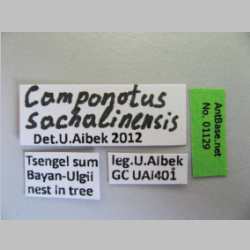 Camponotus
sachalinensis
Det.U.Aibek 2012
Tsengel sum
Bayan-Ulgii
nest in tree
leg.U.Aibek
GC UAI401
AntBase.net
No. 01129